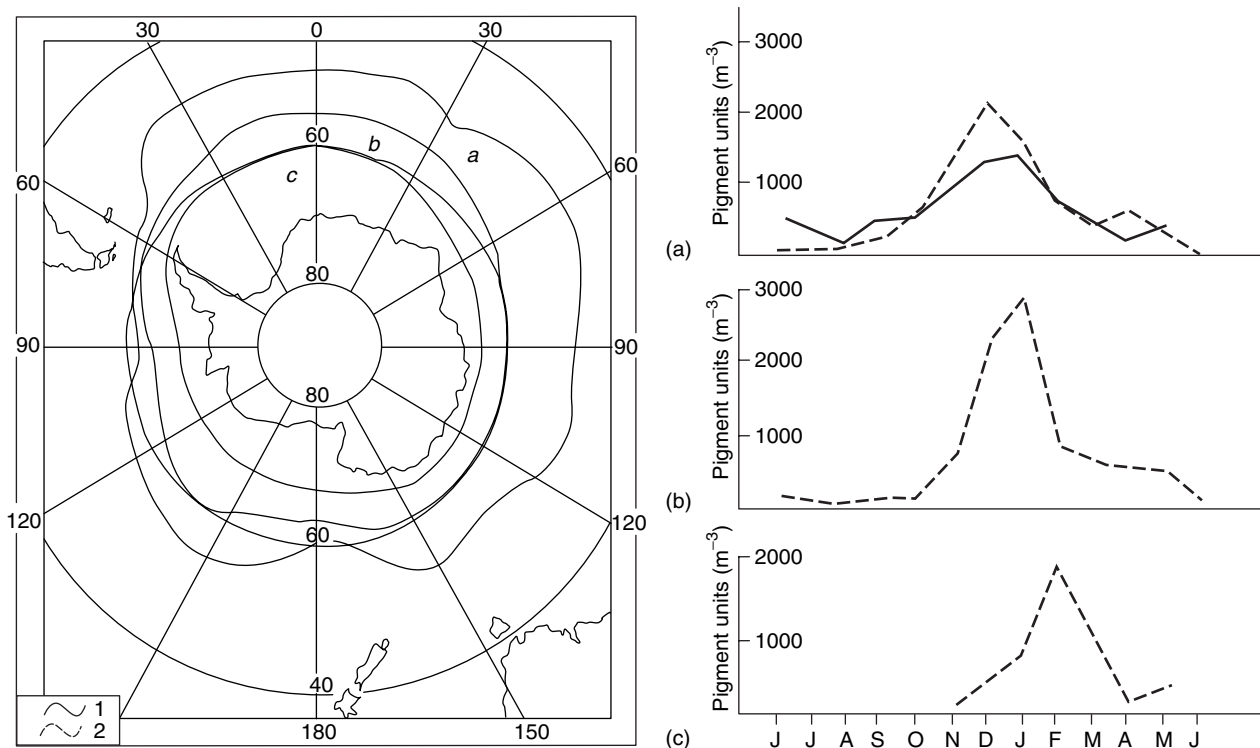 30 0 30
60 60
60
a
b
c
80
90 90
80
120 120
60
40
1
2
180 150
Pigment units (m⁻³)
3000
2000
1000
(a)
Pigment units (m⁻³)
3000
2000
1000
(b)
Pigment units (m⁻³)
2000
1000
(c)
J J A S O N D J F M A M J